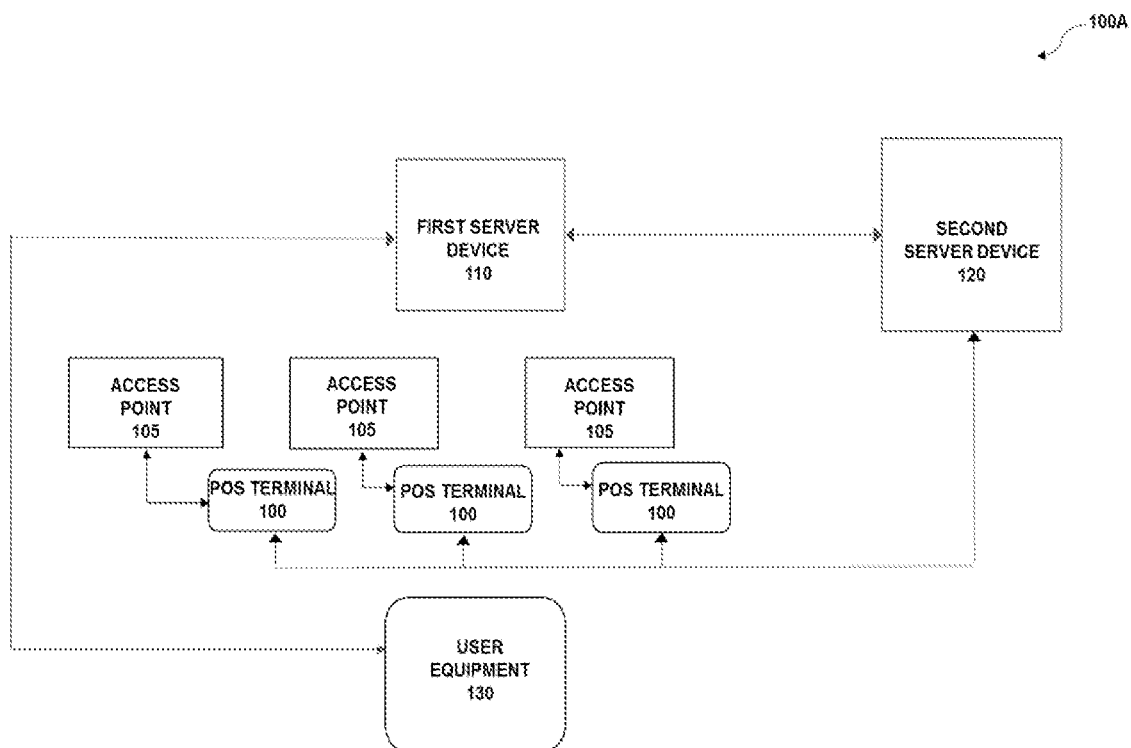 100A
FIRST SERVER
DEVICE
110
SECOND
SERVER DEVICE
120
ACCESS
POINT
105
ACCESS
POINT
105
ACCESS
POINT
105
POS TERMINAL
100
POS TERMINAL
100
POS TERMINAL
100
USER
EQUIPMENT
130